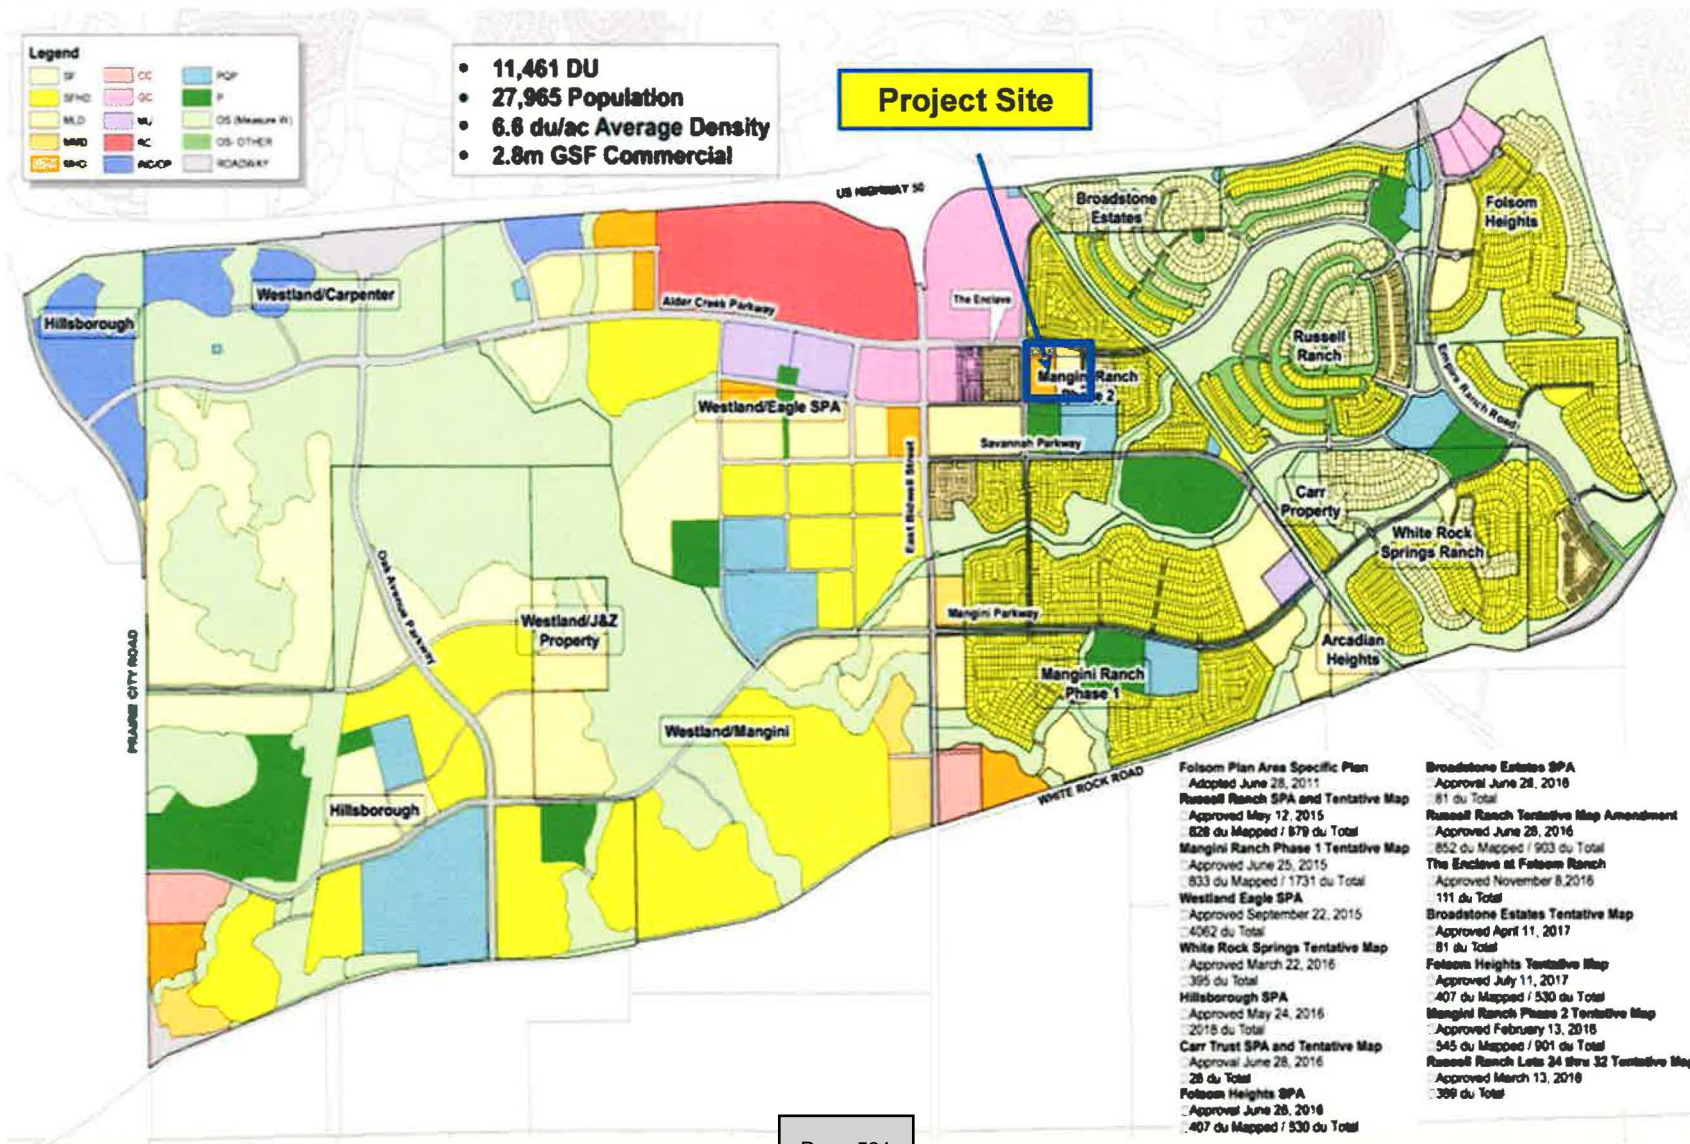 Legend
SF
SFHD
MLD
MMD
MHD
CC
GC
MU
RC
IND/OP
PQP
P
OS (Measure W)
OS- OTHER
ROADWAY
• 11,461 DU
• 27,965 Population
• 6.6 du/ac Average Density
• 2.8m GSF Commercial
Project Site
US HIGHWAY 50
Broadstone
Estates
Folsom
Heights
Westland/Carpenter
Hillsborough
Alder Creek Parkway
The Enclave
Russell
Ranch
Mangini Ranch
Phase 2
Empire Ranch Road
Westland/Eagle SPA
Savannah Parkway
East Bidwell Street
Carr
Property
White Rock
Springs Ranch
Oak Avenue Parkway
Westland/J&Z
Property
Mangini Parkway
Arcadian
Heights
PRAIRIE CITY ROAD
Mangini Ranch
Phase 1
Westland/Mangini
Hillsborough
WHITE ROCK ROAD
Folsom Plan Area Specific Plan
Adopted June 28, 2011
Russell Ranch SPA and Tentative Map
Approved May 12, 2015
828 du Mapped / 879 du Total
Mangini Ranch Phase 1 Tentative Map
Approved June 25, 2015
833 du Mapped / 1731 du Total
Westland Eagle SPA
Approved September 22, 2015
4062 du Total
White Rock Springs Tentative Map
Approved March 22, 2016
395 du Total
Hillsborough SPA
Approved May 24, 2016
2018 du Total
Carr Trust SPA and Tentative Map
Approval June 28, 2016
28 du Total
Folsom Heights SPA
Approval June 28, 2016
407 du Mapped / 530 du Total
Broadstone Estates SPA
Approval June 28, 2016
81 du Total
Russell Ranch Tentative Map Amendment
Approved June 28, 2016
852 du Mapped / 903 du Total
The Enclave at Folsom Ranch
Approved November 8,2016
111 du Total
Broadstone Estates Tentative Map
Approved April 11, 2017
81 du Total
Folsom Heights Tentative Map
Approved July 11, 2017
407 du Mapped / 530 du Total
Mangini Ranch Phase 2 Tentative Map
Approved February 13, 2018
545 du Mapped / 901 du Total
Russell Ranch Lots 24 thru 32 Tentative Map
Approved March 13, 2018
389 du Total